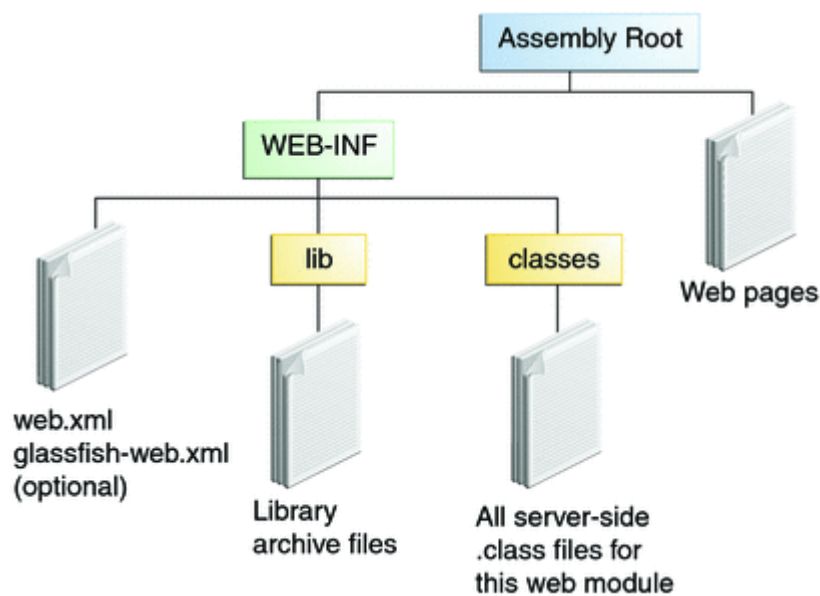 Assembly Root
WEB-INF
lib
classes
Web pages
web.xml
glassfish-web.xml
(optional)
Library
archive files
All server-side
.class files for
this web module